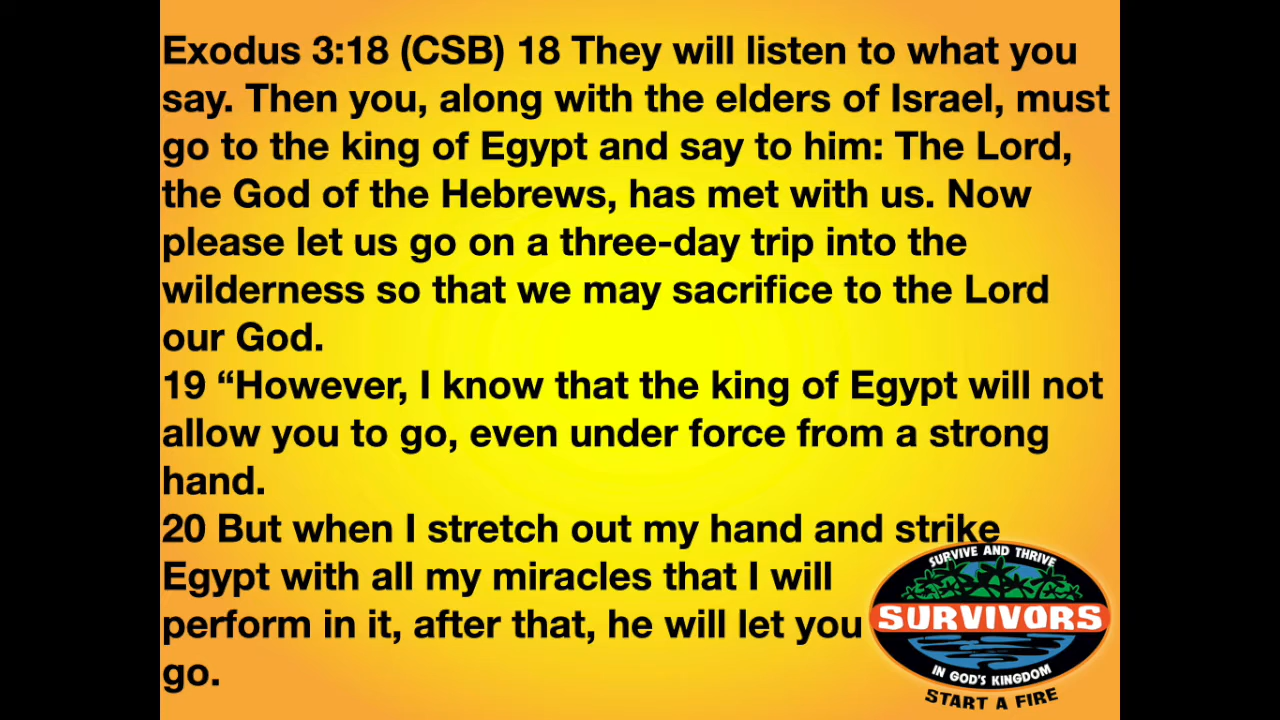 Exodus 3:18 (CSB) 18 They will listen to what you
say. Then you, along with the elders of Israel, must
go to the king of Egypt and say to him: The Lord,
the God of the Hebrews, has met with us. Now
please let us go on a three-day trip into the
wilderness so that we may sacrifice to the Lord
our God.
19 “However, I know that the king of Egypt will not
allow you to go, even under force from a strong
hand.
20 But when I stretch out my hand and strike
Egypt with all my miracles that I will
perform in it, after that, he will let you
go.
SURVIVE AND THRIVE
SURVIVORS
IN GOD'S KINGDOM
START A FIRE